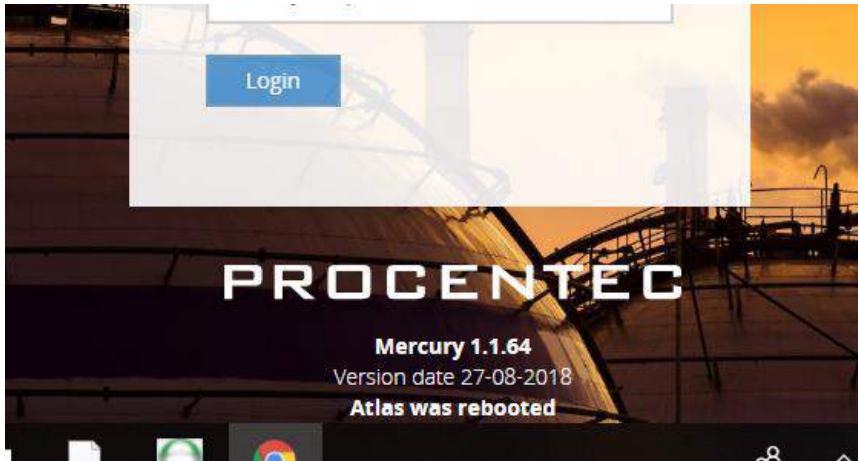 Login
PROCENTEC
Mercury 1.1.64
Version date 27-08-2018
Atlas was rebooted